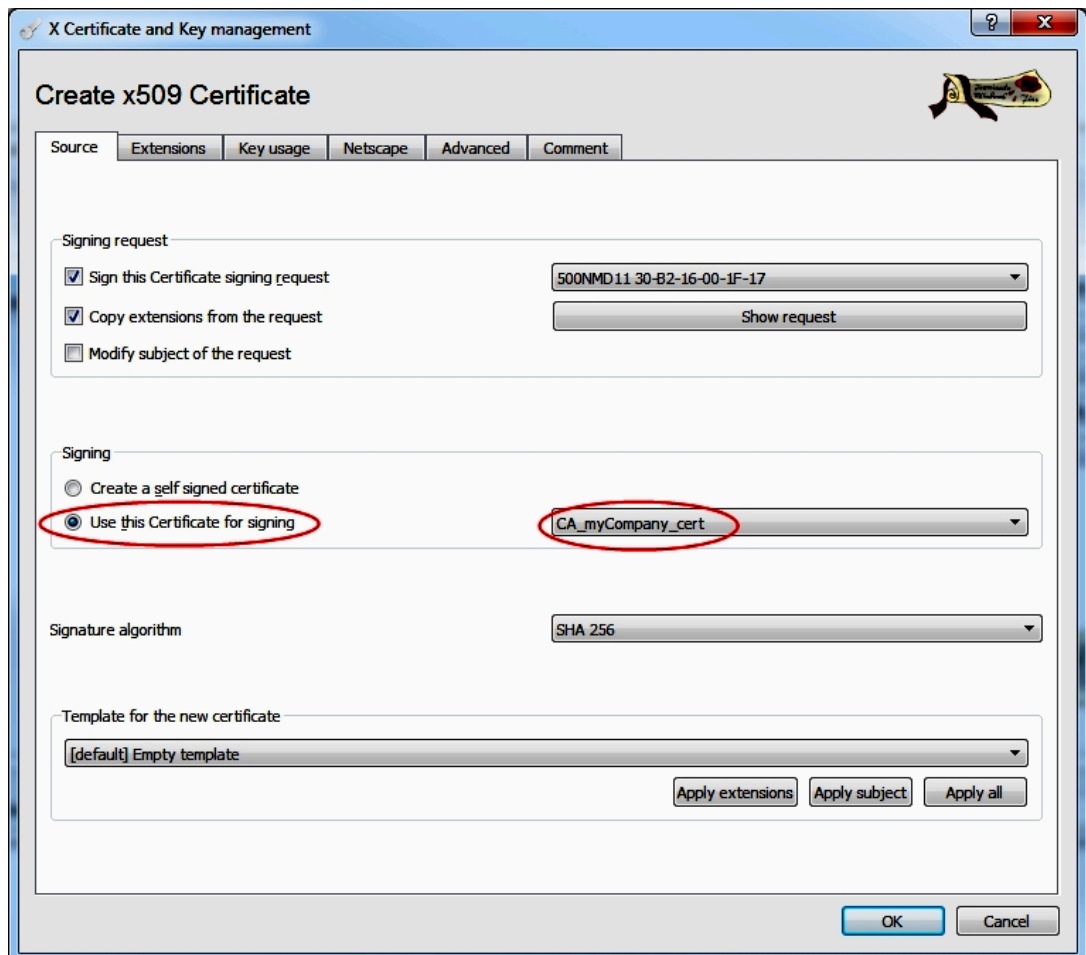 X Certificate and Key management
?
Create x509 Certificate
Source Extensions Key usage Netscape Advanced Comment
Signing request
Sign this Certificate signing request 500NMD11 30-B2-16-00-1F-17
Copy extensions from the request Show request
Modify subject of the request
Signing
Create a self signed certificate
Use this Certificate for signing CA_myCompany_cert
Signature algorithm SHA 256
Template for the new certificate
[default] Empty template
Apply extensions Apply subject Apply all
OK Cancel